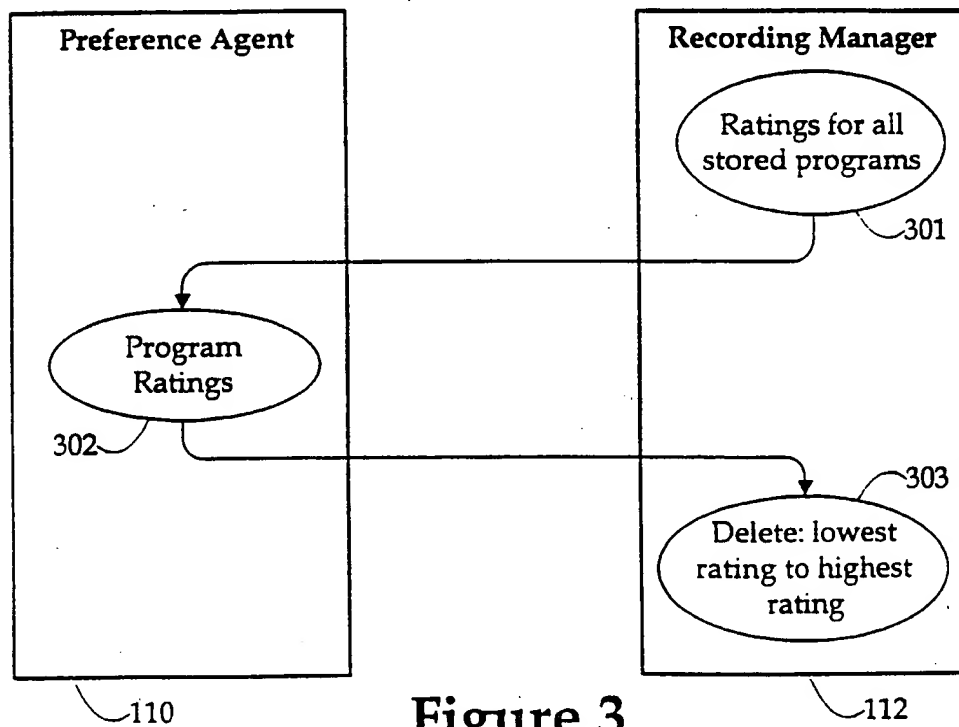 Preference Agent
Recording Manager
Ratings for all
stored programs
301
Program
Ratings
302
303
Delete: lowest
rating to highest
rating
110
112
Figure 3